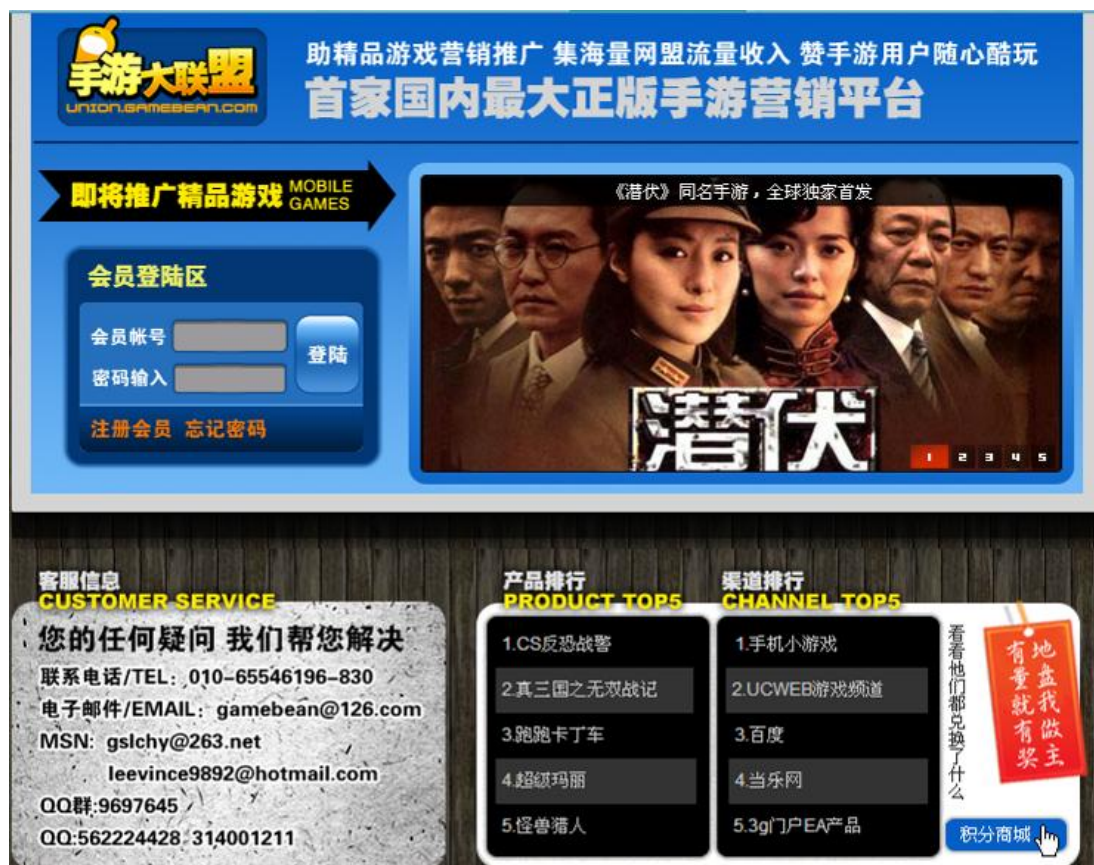 手游大联盟
UNION.GAMEBEAN.COM
助精品游戏营销推广 集海量网盟流量收入 赞手游用户随心酷玩
首家国内最大正版手游营销平台
即将推广精品游戏 MOBILE GAMES
《潜伏》同名手游，全球独家首发
潜伏
1 2 3 4 5
会员登陆区
会员帐号
密码输入
登陆
注册会员 忘记密码
客服信息
CUSTOMER SERVICE
您的任何疑问 我们帮您解决
联系电话/TEL：010-65546196-830
电子邮件/EMAIL：gamebean@126.com
MSN: gslchy@263.net
leevince9892@hotmail.com
QQ群:9697645
QQ:562224428 314001211
产品排行
PRODUCT TOP5
1.CS反恐战警
2.真三国之无双战记
3.跑跑卡丁车
4.超级玛丽
5.怪兽猎人
渠道排行
CHANNEL TOP5
1.手机小游戏
2.UCWEB游戏频道
3.百度
4.当乐网
5.3g门户EA产品
看看他们都兑换了什么
地盘我做主
有量就有奖
积分商城